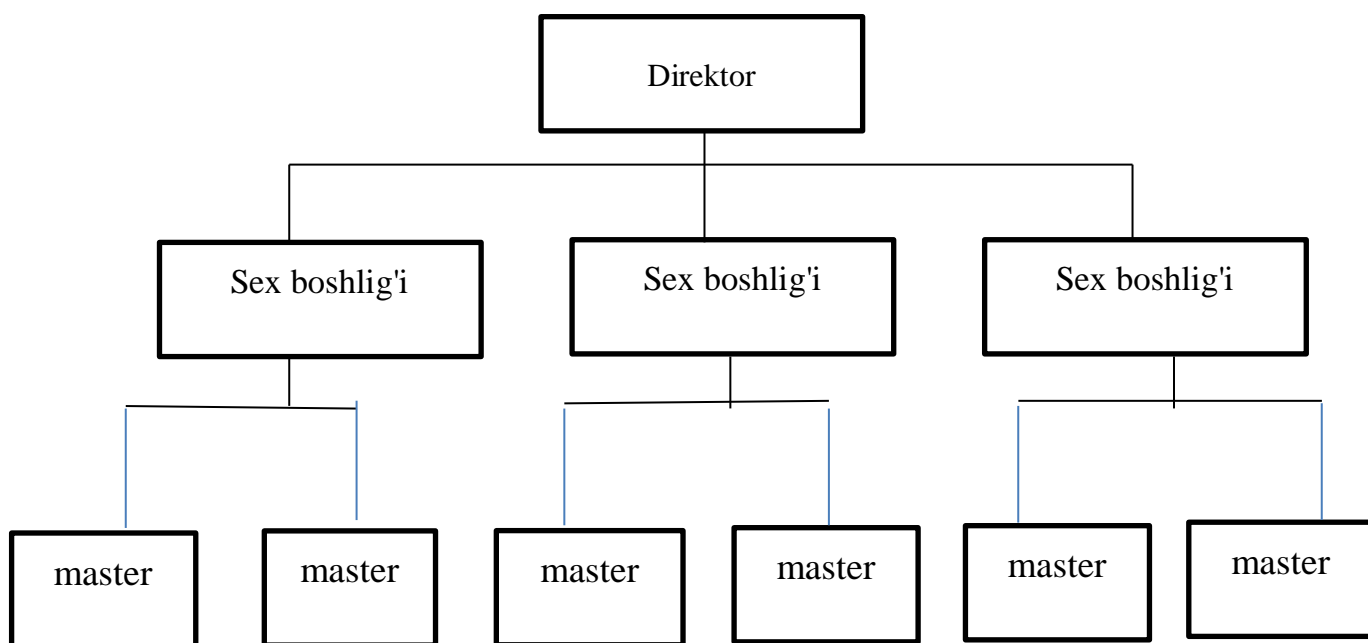 Direktor
Sex boshlig'i
Sex boshlig'i
Sex boshlig'i
master
master
master
master
master
master